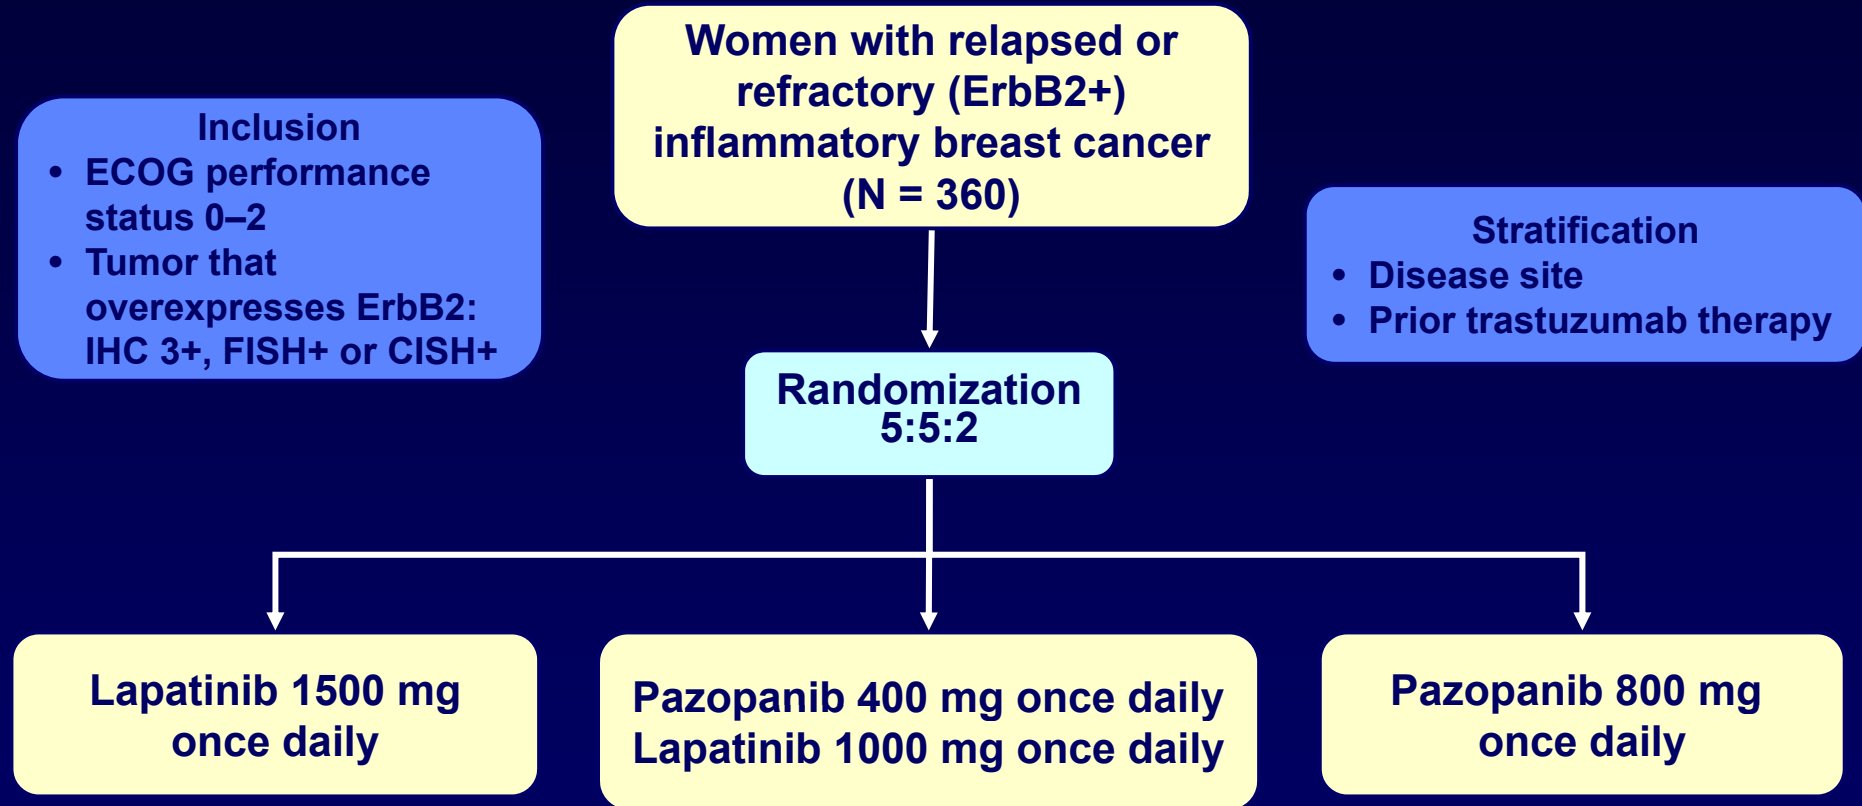 Women with relapsed or
refractory (ErbB2+)
inflammatory breast cancer
(N = 360)
Inclusion
• ECOG performance
status 0–2
• Tumor that
overexpresses ErbB2:
IHC 3+, FISH+ or CISH+
Stratification
• Disease site
• Prior trastuzumab therapy
Randomization
5:5:2
Lapatinib 1500 mg
once daily
Pazopanib 400 mg once daily
Lapatinib 1000 mg once daily
Pazopanib 800 mg
once daily